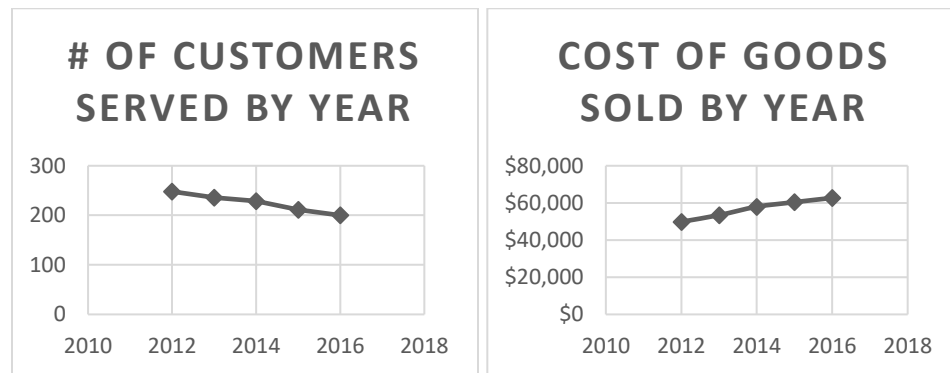 # OF CUSTOMERS
SERVED BY YEAR
300
200
100
0
2010 2012 2014 2016 2018
COST OF GOODS
SOLD BY YEAR
$80,000
$60,000
$40,000
$20,000
$0
2010 2012 2014 2016 2018